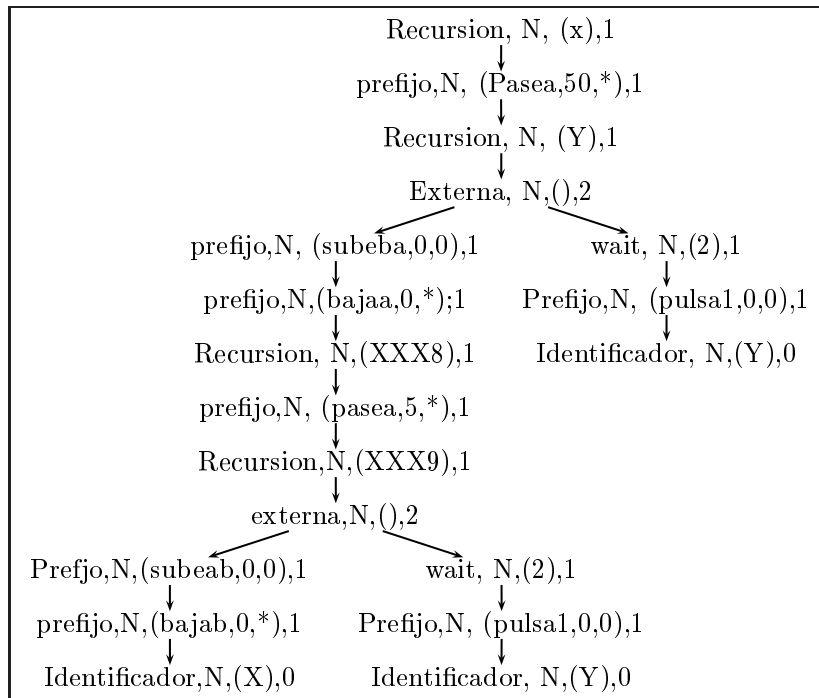 Recursion, N, (x),1
prefijo,N, (Pasea,50,*),1
Recursion, N, (Y),1
Externa, N,(),2
prefijo,N, (subeba,0,0),1
wait, N,(2),1
prefijo,N,(bajaa,0,*);1
Prefijo,N, (pulsa1,0,0),1
Recursion, N,(XXX8),1
Identificador, N,(Y),0
prefijo,N, (pasea,5,*),1
Recursion,N,(XXX9),1
externa,N,(),2
Prefjo,N,(subeab,0,0),1
wait, N,(2),1
prefijo,N,(bajab,0,*),1
Prefijo,N, (pulsa1,0,0),1
Identificador,N,(X),0
Identificador, N,(Y),0